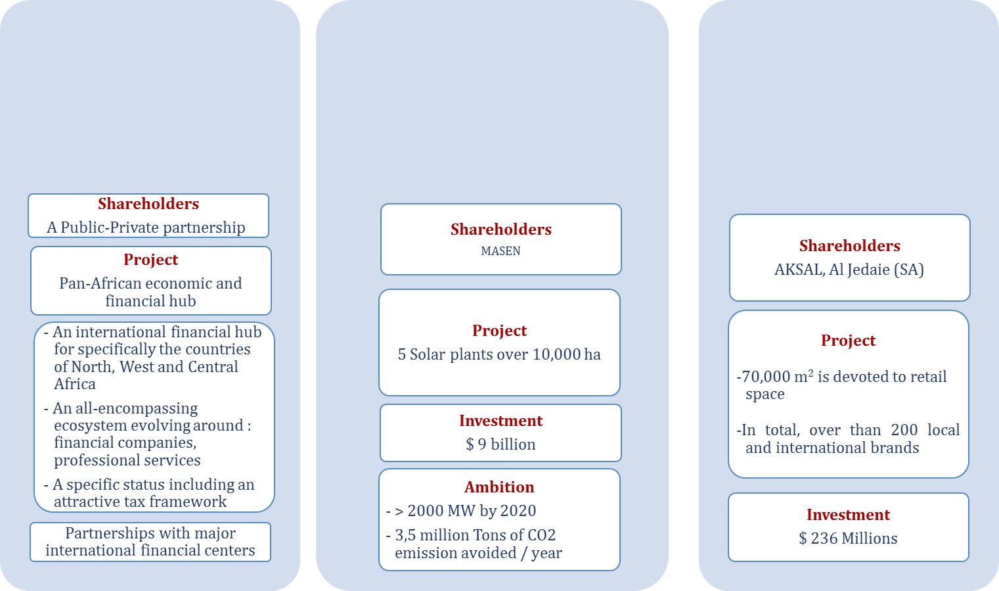 Shareholders
A Public-Private partnership
Project
Pan-African economic and
financial hub
- An international financial hub
for specifically the countries
of North, West and Central
Africa
- An all-encompassing
ecosystem evolving around :
financial companies,
professional services
- A specific status including an
attractive tax framework
Partnerships with major
international financial centers
Shareholders
MASEN
Project
5 Solar plants over 10,000 ha
Investment
$ 9 billion
Ambition
- > 2000 MW by 2020
- 3,5 million Tons of CO2
emission avoided / year
Shareholders
AKSAL, Al Jedaie (SA)
Project
-70,000 m² is devoted to retail
space
-In total, over than 200 local
and international brands
Investment
$ 236 Millions